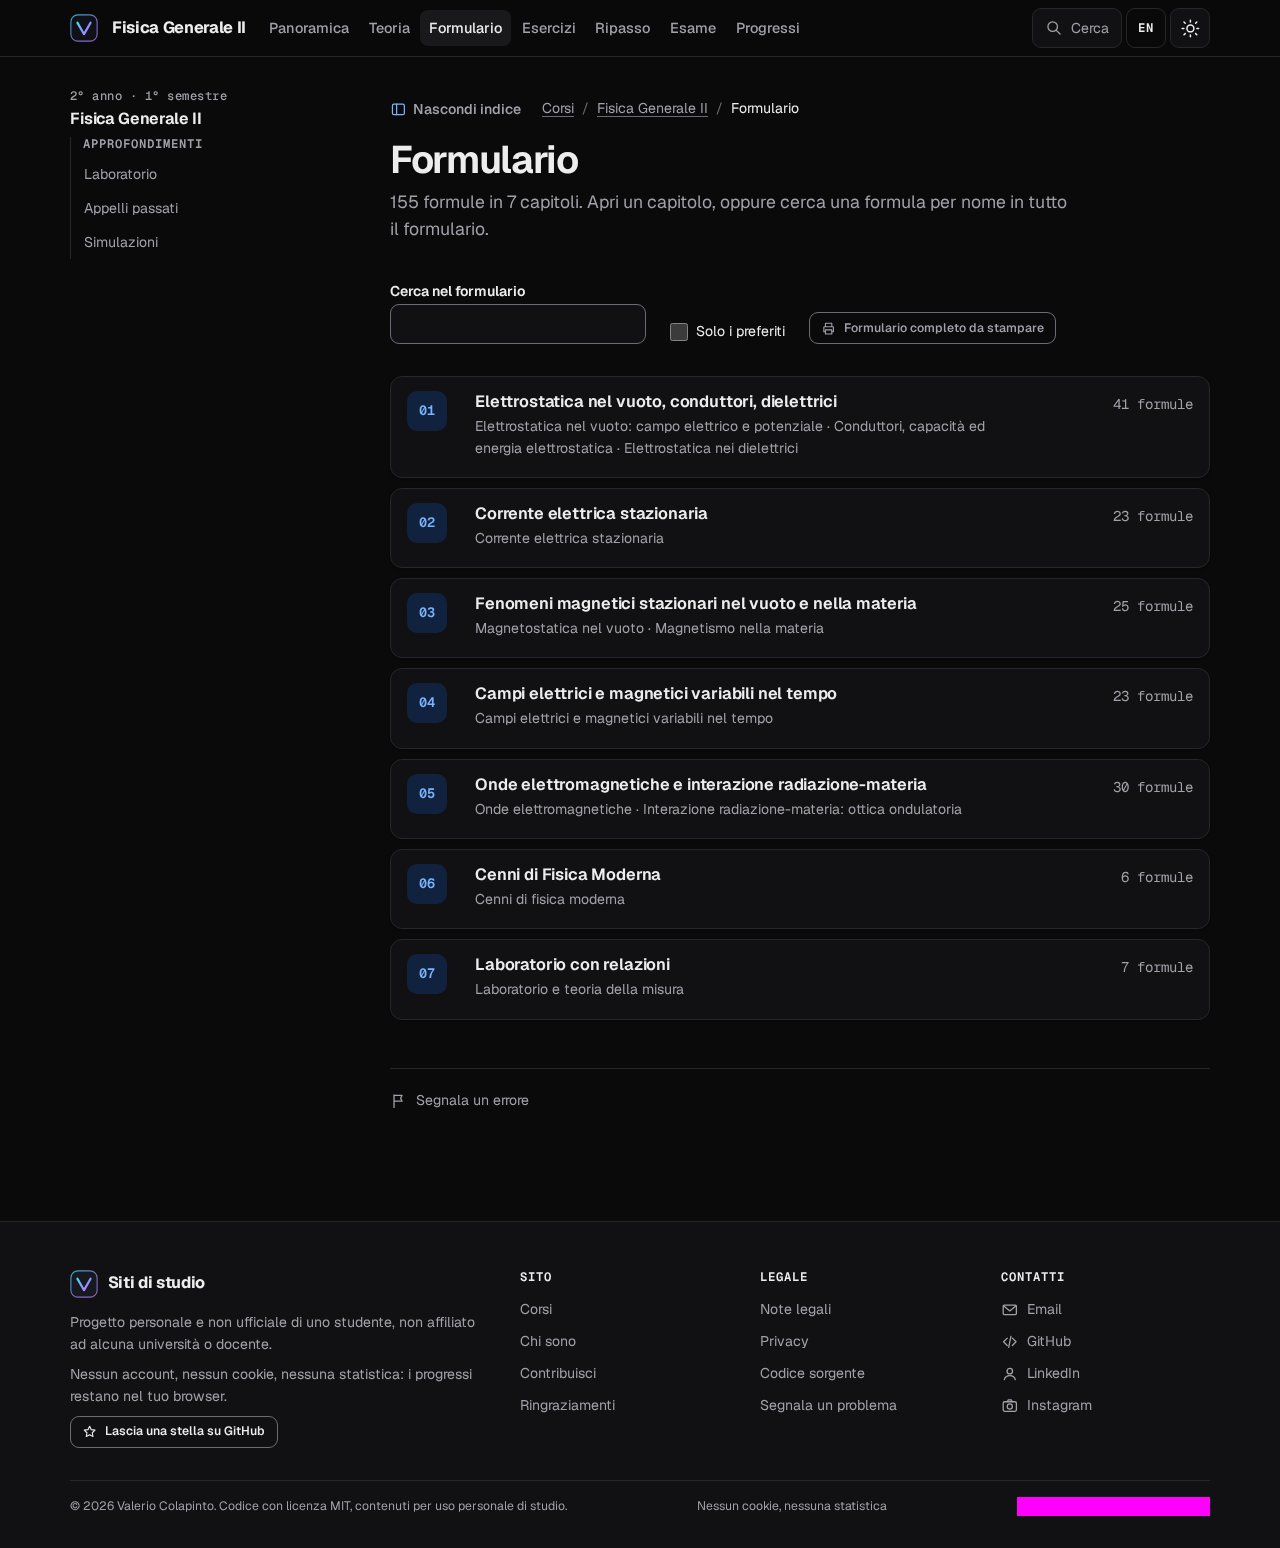 Fisica Generale II
Panoramica
Teoria
Formulario
Esercizi
Ripasso
Esame
Progressi
Cerca
EN
2º anno · 1º semestre
Fisica Generale II
APPROFONDIMENTI
Laboratorio
Appelli passati
Simulazioni
Nascondi indice
Corsi / Fisica Generale II / Formulario
Formulario
155 formule in 7 capitoli. Apri un capitolo, oppure cerca una formula per nome in tutto
il formulario.
Cerca nel formulario
Solo i preferiti
Formulario completo da stampare
01
Elettrostatica nel vuoto, conduttori, dielettrici
41 formule
Elettrostatica nel vuoto: campo elettrico e potenziale · Conduttori, capacità ed
energia elettrostatica · Elettrostatica nei dielettrici
02
Corrente elettrica stazionaria
23 formule
Corrente elettrica stazionaria
03
Fenomeni magnetici stazionari nel vuoto e nella materia
25 formule
Magnetostatica nel vuoto · Magnetismo nella materia
04
Campi elettrici e magnetici variabili nel tempo
23 formule
Campi elettrici e magnetici variabili nel tempo
05
Onde elettromagnetiche e interazione radiazione-materia
30 formule
Onde elettromagnetiche · Interazione radiazione-materia: ottica ondulatoria
06
Cenni di Fisica Moderna
6 formule
Cenni di fisica moderna
07
Laboratorio con relazioni
7 formule
Laboratorio e teoria della misura
Segnala un errore
Siti di studio
Progetto personale e non ufficiale di uno studente, non affiliato
ad alcuna università o docente.
Nessun account, nessun cookie, nessuna statistica: i progressi
restano nel tuo browser.
Lascia una stella su GitHub
SITO
Corsi
Chi sono
Contribuisci
Ringraziamenti
LEGALE
Note legali
Privacy
Codice sorgente
Segnala un problema
CONTATTI
Email
GitHub
LinkedIn
Instagram
© 2026 Valerio Colapinto. Codice con licenza MIT, contenuti per uso personale di studio.
Nessun cookie, nessuna statistica